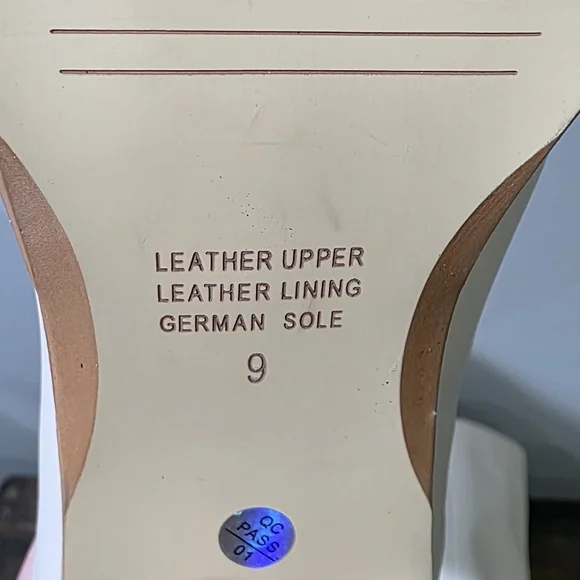 LEATHER UPPER
LEATHER LINING
GERMAN SOLE
9
QC
PASS
01